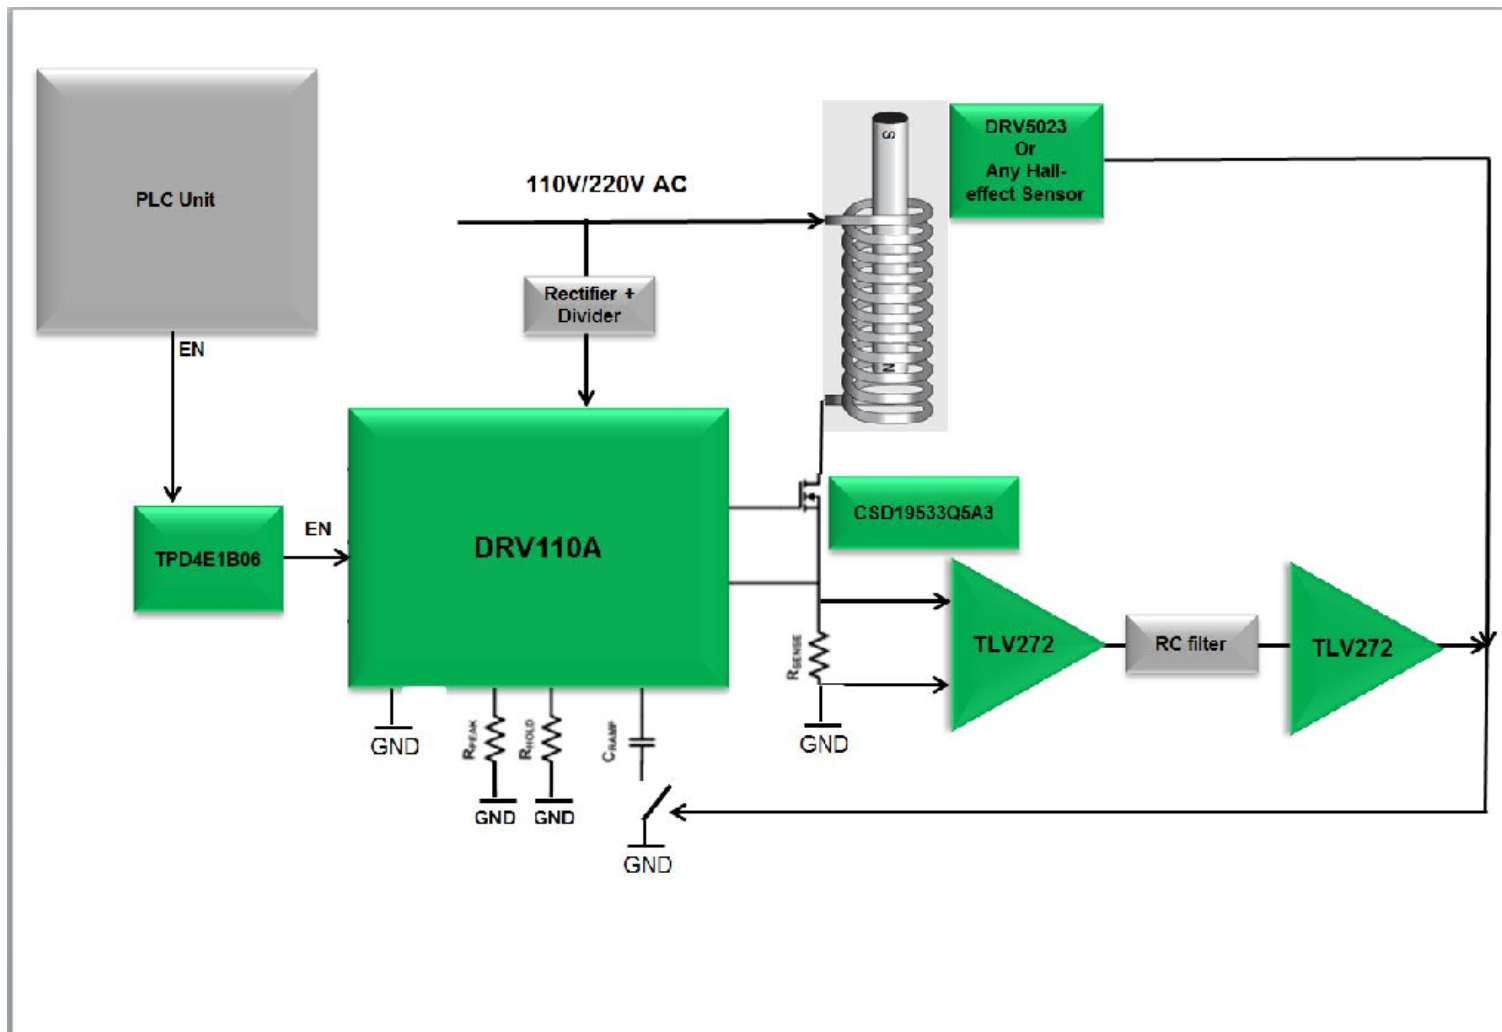 PLC Unit
EN
TPD4E1B06
EN
110V/220V AC
Rectifier +
Divider
DRV110A
S
N
DRV5023
Or
Any Hall-
effect Sensor
CSD19533Q5A3
TLV272
RC filter
TLV272
RSENSE
GND
GND
RPEAK
GND
RHOLD
GND
CRAMP
GND